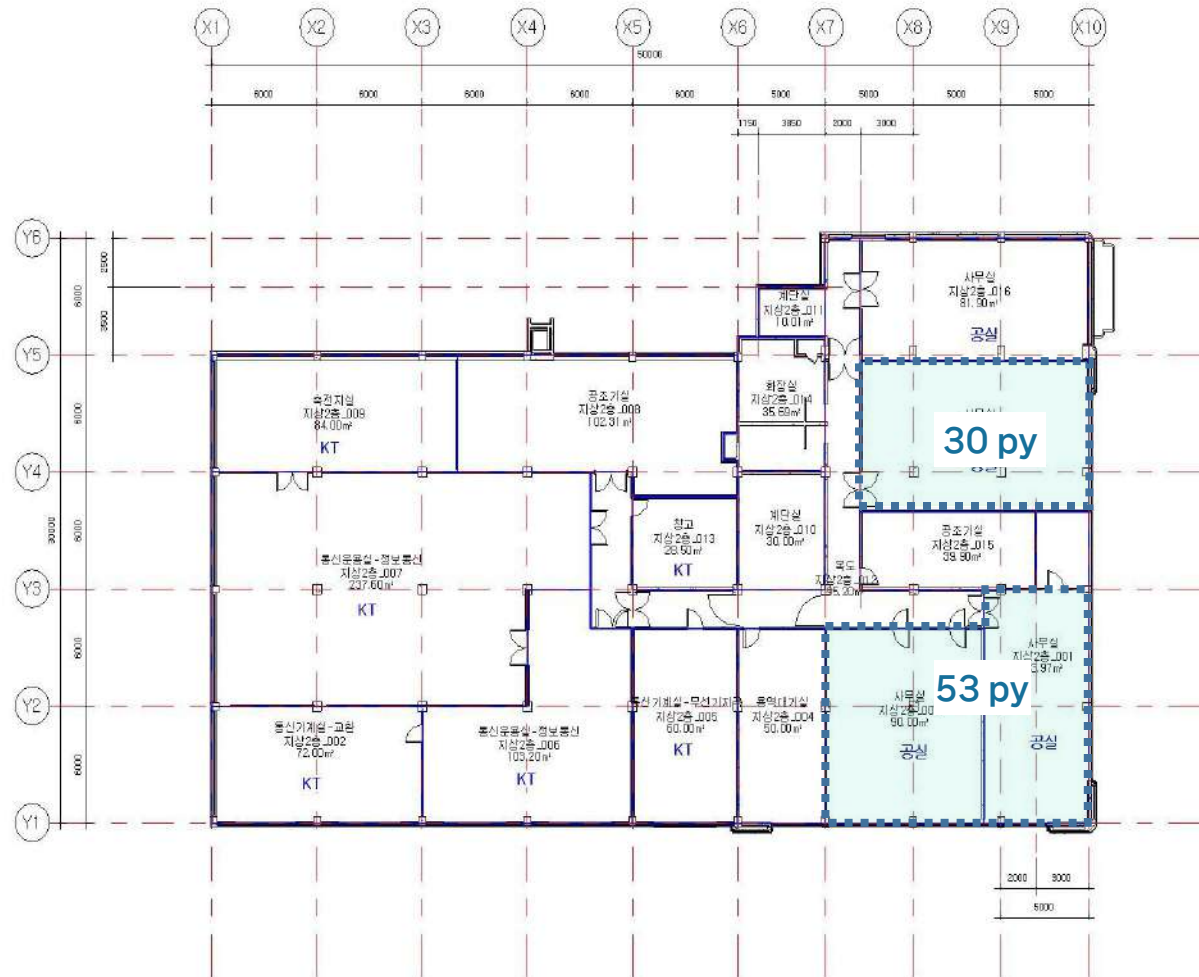 X1 X2 X3 X4 X5 X6 X7 X8 X9 X10
50000
6000 6000 6000 6000 6000 5000 5000 5000 5000
1150 3850 2000 3000
Y6
2500
6000
3500
사무실
지상2층_016
81.90㎡
공실
계단실
지상2층_011
10.01㎡
Y5
6000
축전지실
지상2층_009
84.00㎡
KT
공조기실
지상2층_008
102.31㎡
화장실
지상2층_014
35.69㎡
30 py
Y4
30000
6000
창고
지상2층_013
28.50㎡
KT
계단실
지상2층_010
30.00㎡
공조기실
지상2층_015
39.90㎡
통신운용실-정보통신
지상2층_007
237.60㎡
KT
복도
Y3
6000
사무실
지상2층_001
53 py
Y2
6000
통신기계실-교환
지상2층_002
72.00㎡
KT
통신운용실-정보통신
지상2층_006
103.20㎡
KT
지상2층_005
60.00㎡
KT
용역대기실
지상2층_004
50.00㎡
사무실
지상2층_00
90.00㎡
공실
공실
Y1
2000 3000
5000